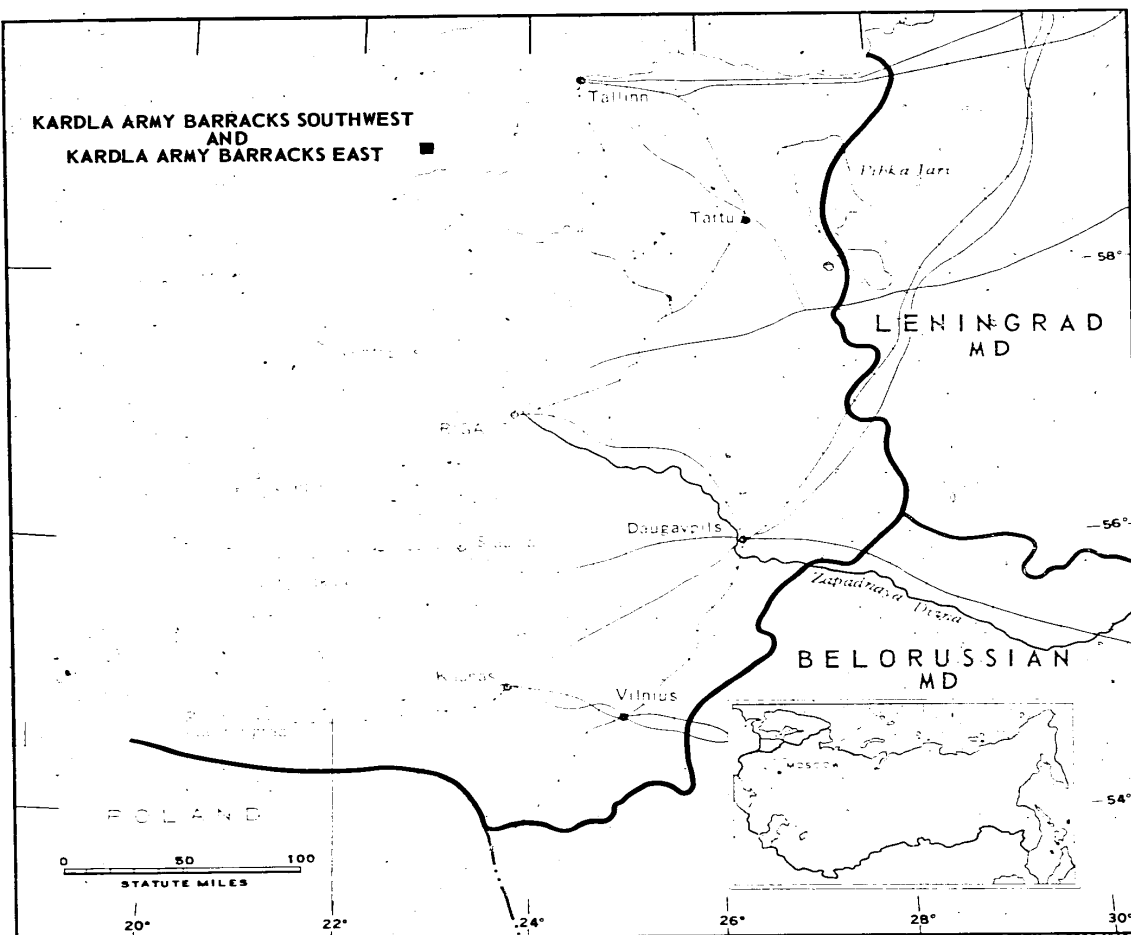 KARDLA ARMY BARRACKS SOUTHWEST
AND
KARDLA ARMY BARRACKS EAST
Tallinn
Tartu
58°
LENINGRAD
MD
RIGA
Daugavpils
56°
Zapadnaya Dvina
BELORUSSIAN
MD
Kaunas
Vilnius
MOSCOW
54°
POLAND
0 50 100
STATUTE MILES
20° 24° 26° 28° 30°